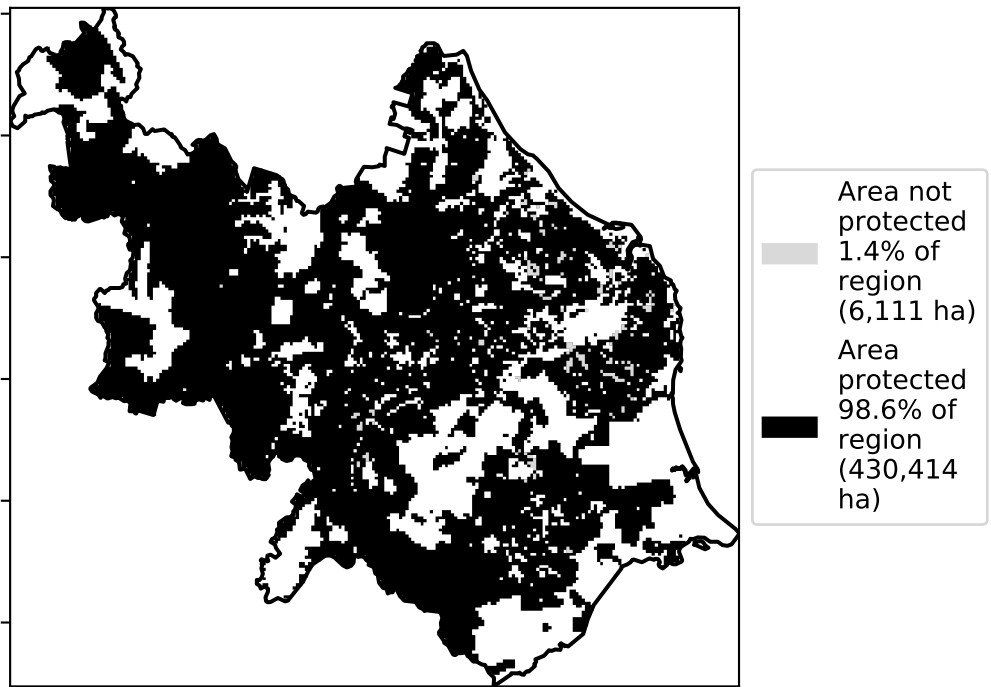 Area not
protected
1.4% of
region
(6,111 ha)
Area
protected
98.6% of
region
(430,414
ha)